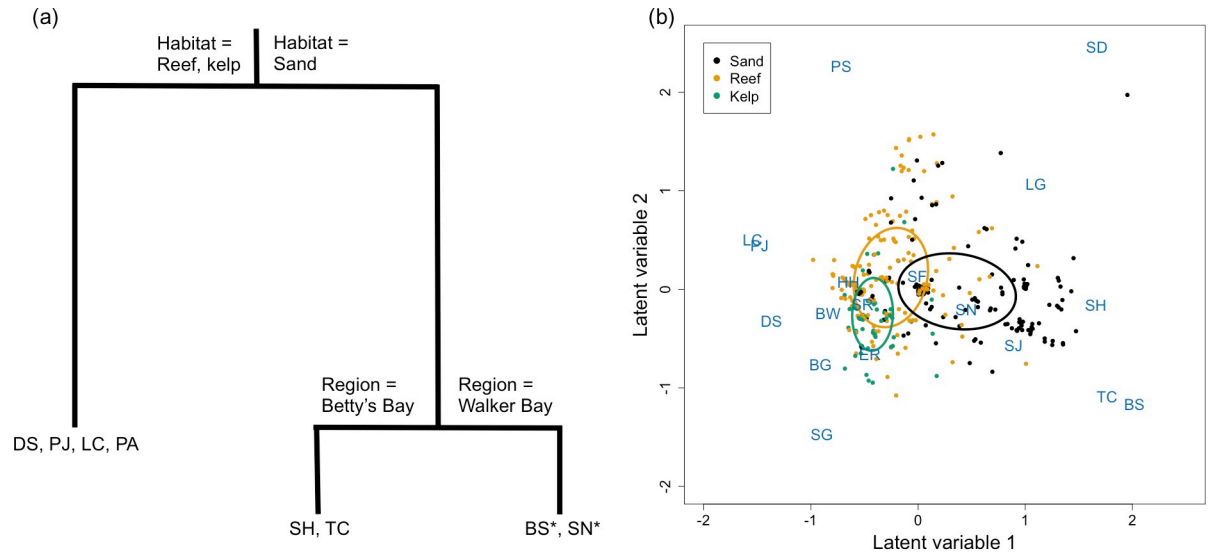 (a)
Habitat =
Reef, kelp
Habitat =
Sand
Region =
Betty's Bay
Region =
Walker Bay
DS, PJ, LC, PA
SH, TC
BS*, SN*
(b)
Sand
Reef
Kelp
PS
SD
LG
LC
PJ
HH
SF
SR
BW
DS
SN
SH
SJ
ER
BG
TC
BS
SG
Latent variable 2
2
1
0
-1
-2
-2
-1
0
1
2
Latent variable 1